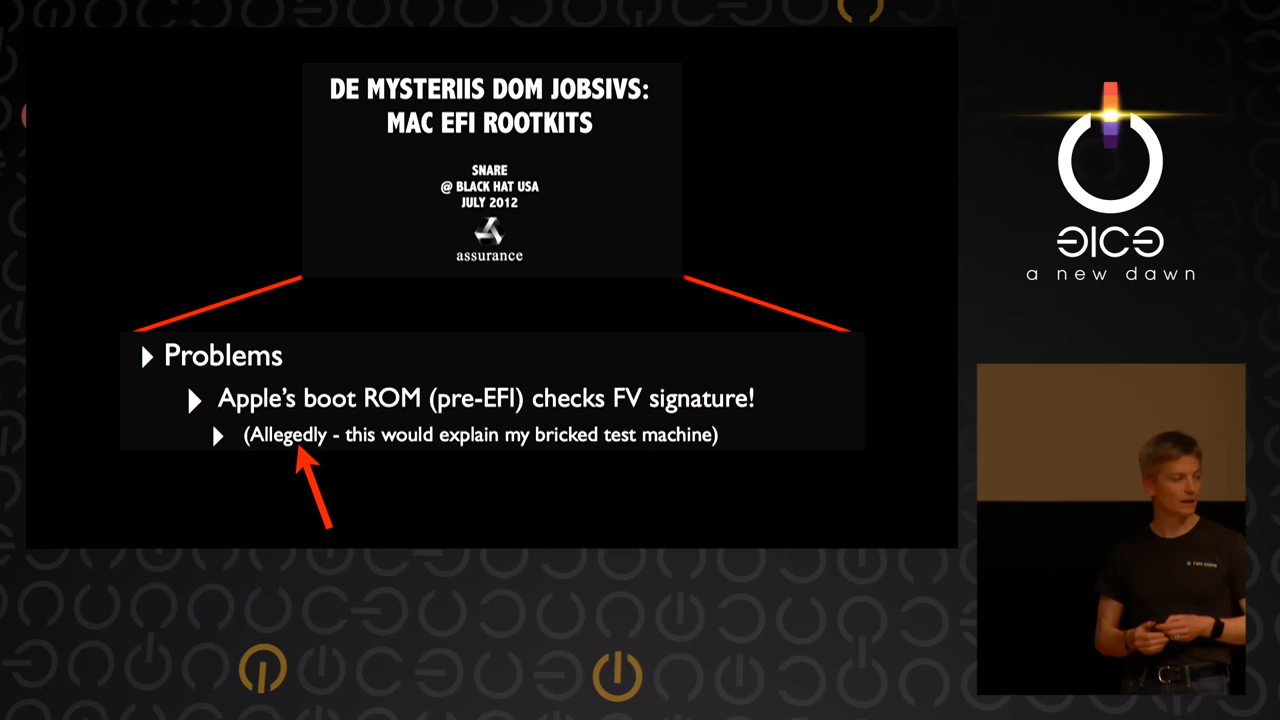 DE MYSTERIIS DOM JOBSIVS:
MAC EFI ROOTKITS
SNARE
@ BLACK HAT USA
JULY 2012
assurance
Problems
Apple's boot ROM (pre-EFI) checks FV signature!
(Allegedly - this would explain my bricked test machine)
a new dawn